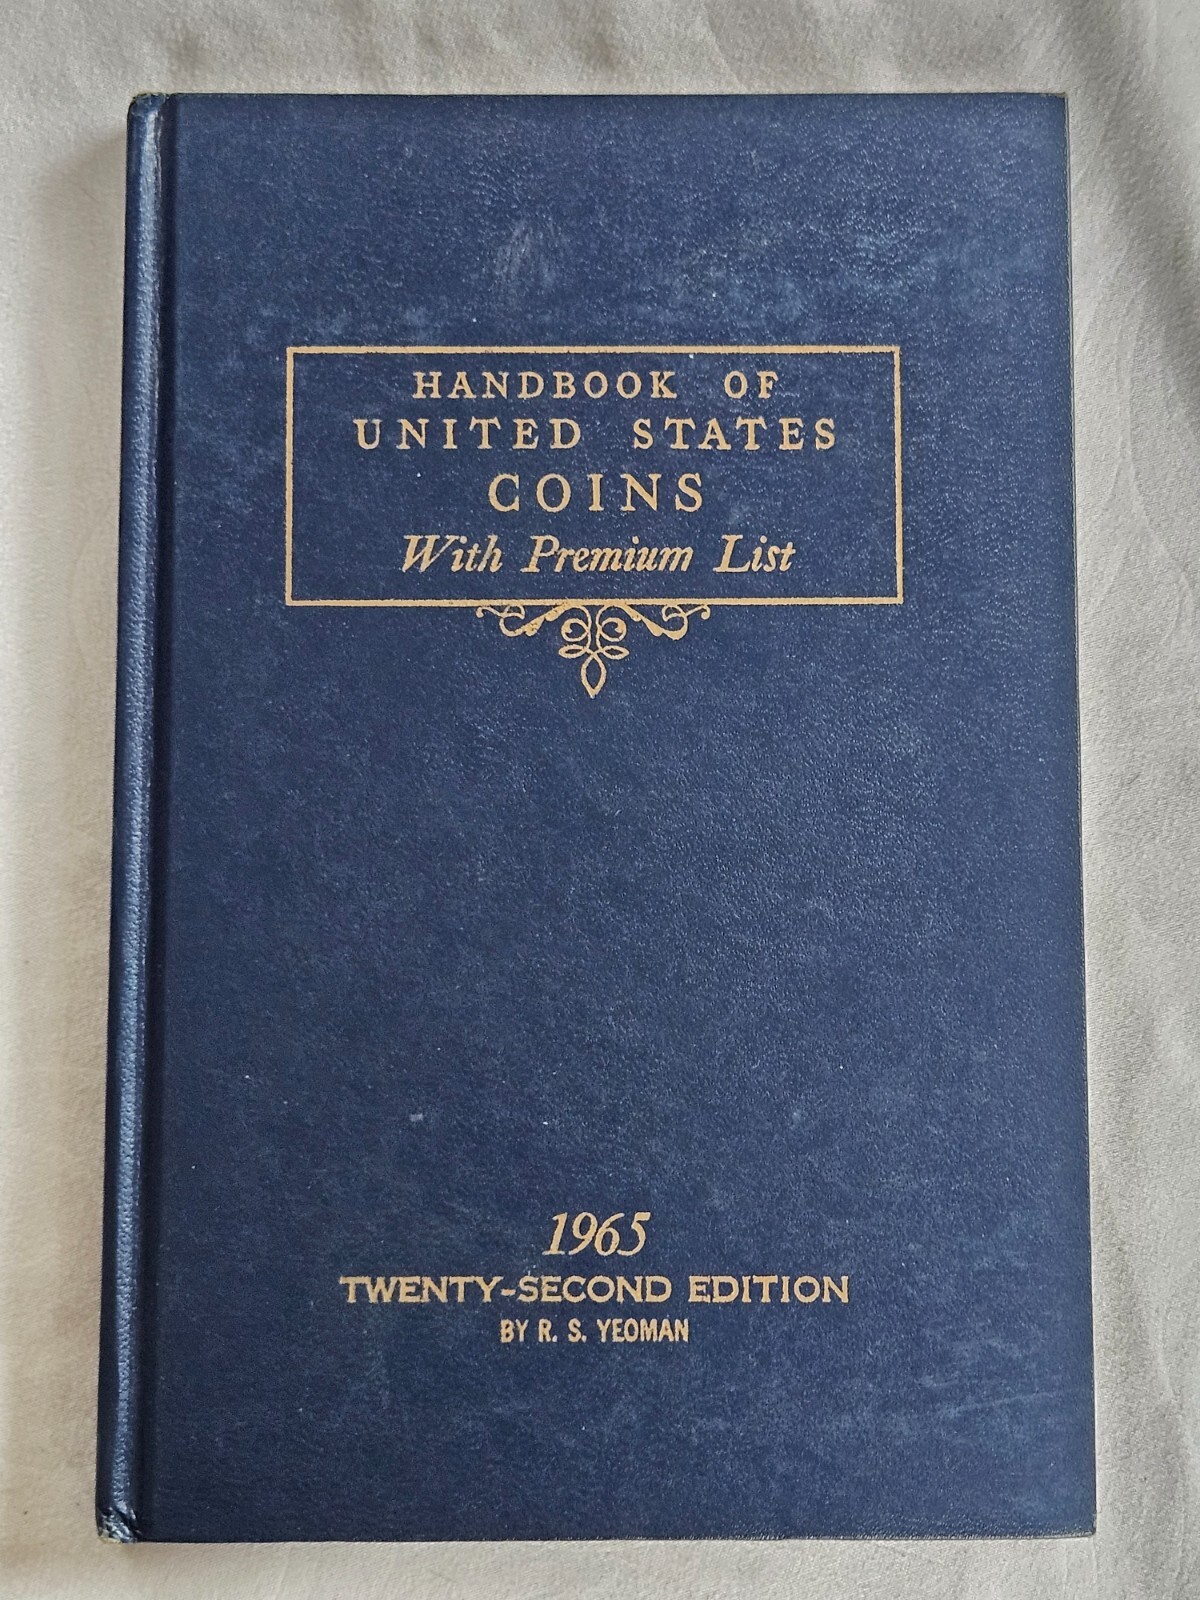 HANDBOOK OF
UNITED STATES
COINS
With Premium List
1965
TWENTY-SECOND EDITION
BY R. S. YEOMAN